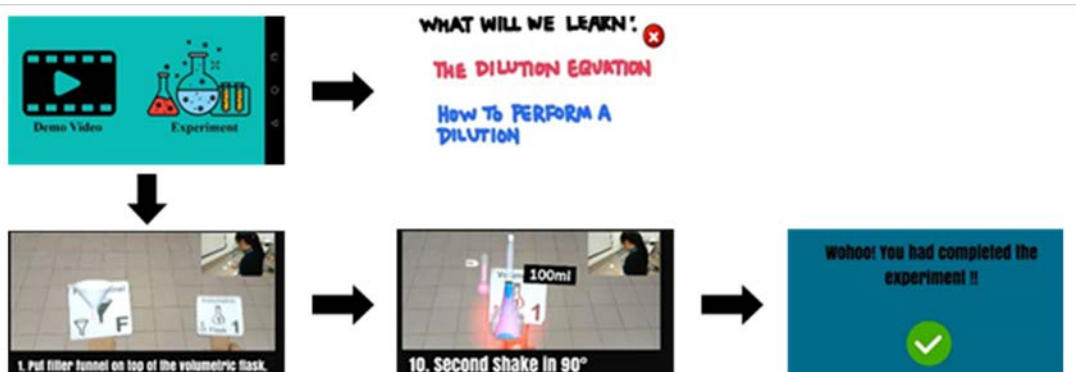 WHAT WILL WE LEARN?
THE DILUTION EQUATION
HOW TO PERFORM A
DILUTION
Demo Video
Experiment
F
Flask
1
1. Put filter funnel on top of the volumetric flask.
100ml
1
10. Second Shake in 90°
Wohoo! You had completed the
experiment !!